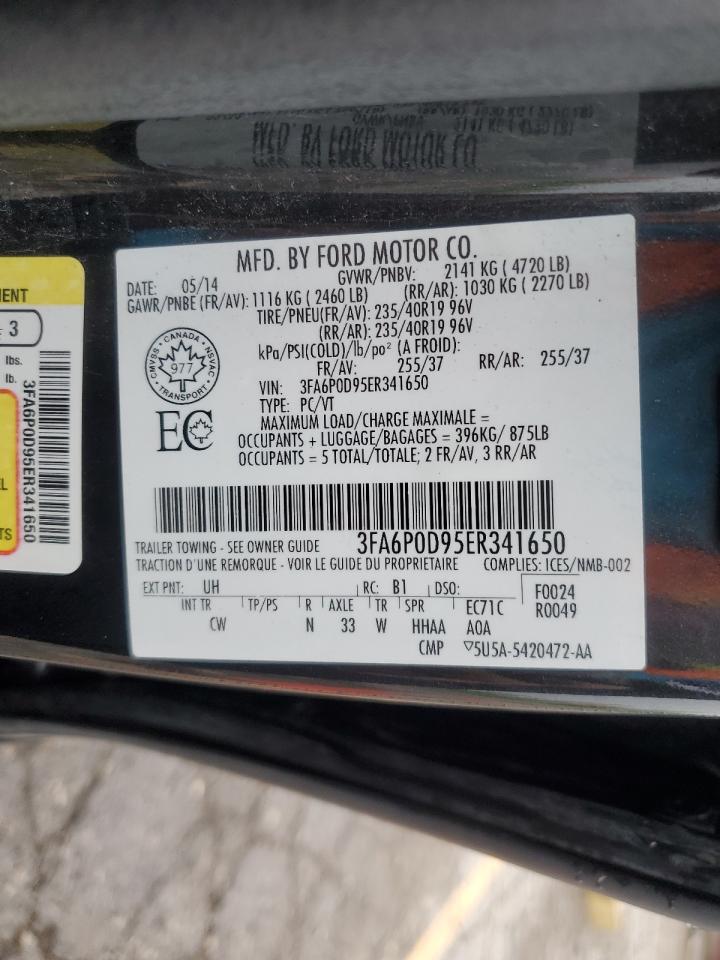 MFD. BY FORD MOTOR CO.
DATE: 05/14 GVWR/PNBV: 2141 KG ( 4720 LB)
GAWR/PNBE (FR/AV): 1116 KG ( 2460 LB) (RR/AR): 1030 KG ( 2270 LB)
TIRE/PNEU(FR/AV): 235/40R19 96V
(RR/AR): 235/40R19 96V
kPa/PSI(COLD)/lb/po² (A FROID):
FR/AV: 255/37 RR/AR: 255/37
VIN: 3FA6P0D95ER341650
TYPE: PC/VT
MAXIMUM LOAD/CHARGE MAXIMALE =
OCCUPANTS + LUGGAGE/BAGAGES = 396KG/ 875LB
OCCUPANTS = 5 TOTAL/TOTALE; 2 FR/AV, 3 RR/AR
CANADA
CMVSS NSVAC
977
TRANSPORT
EC
3FA6P0D95ER341650
TRAILER TOWING - SEE OWNER GUIDE
TRACTION D'UNE REMORQUE - VOIR LE GUIDE DU PROPRIETAIRE COMPLIES: ICES/NMB-002
EXT PNT: UH RC: B1 DSO: F0024
INT TR TP/PS R AXLE TR SPR EC71C R0049
CW N 33 W HHAA A0A
CMP ▽5U5A-5420472-AA
3
lbs.
lb.
3FA6P0D95ER341650